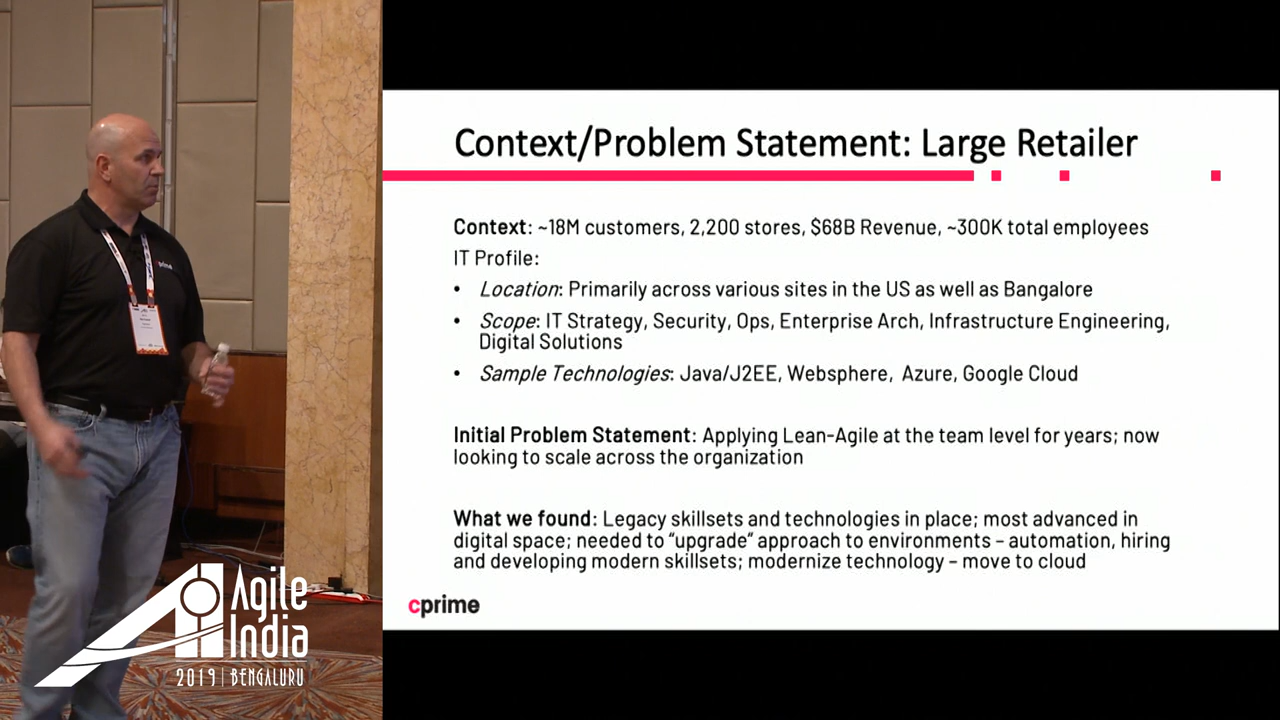 Context/Problem Statement: Large Retailer
Context: ~18M customers, 2,200 stores, $68B Revenue, ~300K total employees
IT Profile:
• Location: Primarily across various sites in the US as well as Bangalore
• Scope: IT Strategy, Security, Ops, Enterprise Arch, Infrastructure Engineering,
Digital Solutions
• Sample Technologies: Java/J2EE, Websphere, Azure, Google Cloud
Initial Problem Statement: Applying Lean-Agile at the team level for years; now
looking to scale across the organization
What we found: Legacy skillsets and technologies in place; most advanced in
digital space; needed to “upgrade” approach to environments – automation, hiring
and developing modern skillsets; modernize technology – move to cloud
cprime
cprime
Agile
India
2019 | BENGALURU